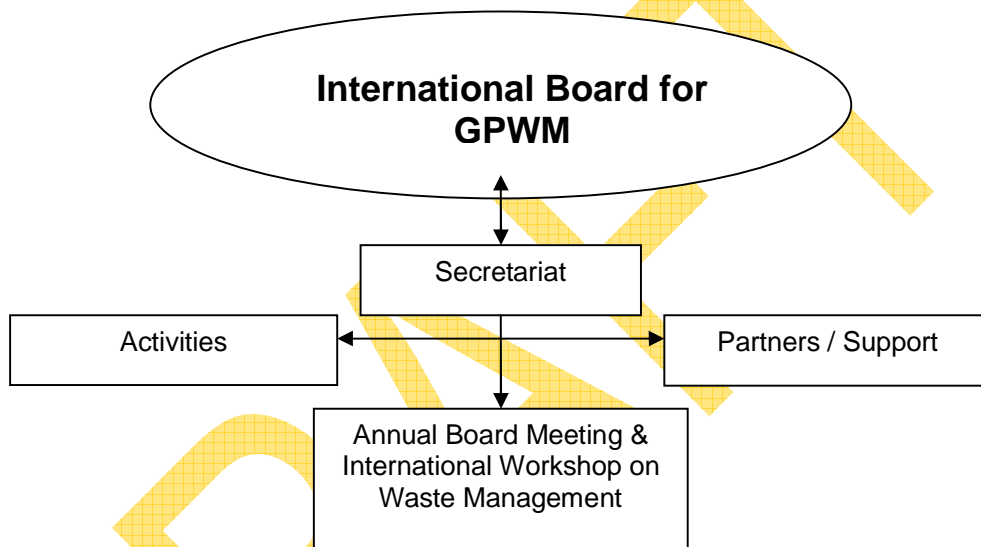 International Board for
GPWM
Secretariat
Activities
Partners / Support
Annual Board Meeting &
International Workshop on
Waste Management